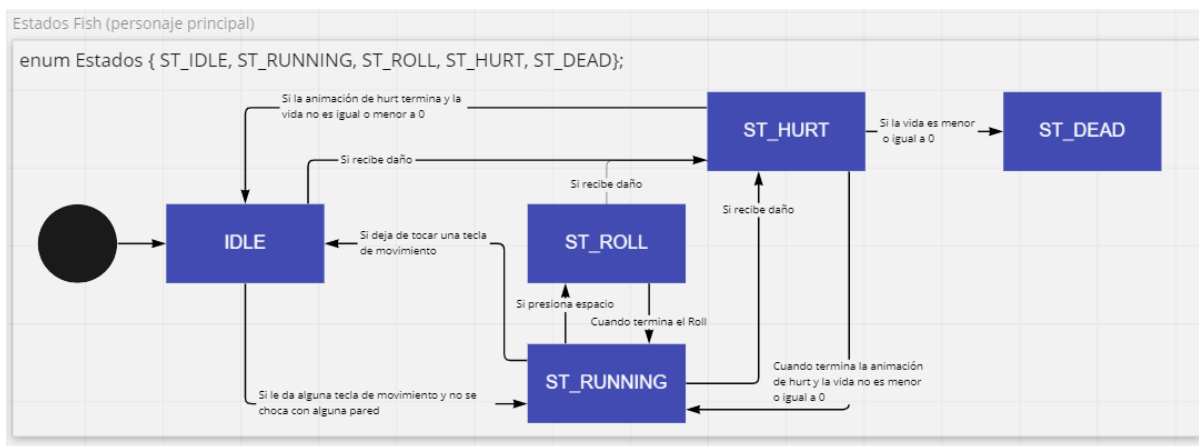 Estados Fish (personaje principal)
enum Estados { ST_IDLE, ST_RUNNING, ST_ROLL, ST_HURT, ST_DEAD};
Si la animación de hurt termina y la
vida no es igual o menor a 0
ST_HURT
Si la vida es menor
o igual a 0
ST_DEAD
Si recibe daño
Si recibe daño
Si recibe daño
IDLE
Si deja de tocar una tecla
de movimiento
ST_ROLL
Si presiona espacio
Cuando termina el Roll
ST_RUNNING
Cuando termina la animación
de hurt y la vida no es menor
o igual a 0
Si le da alguna tecla de movimiento y no se
choca con alguna pared